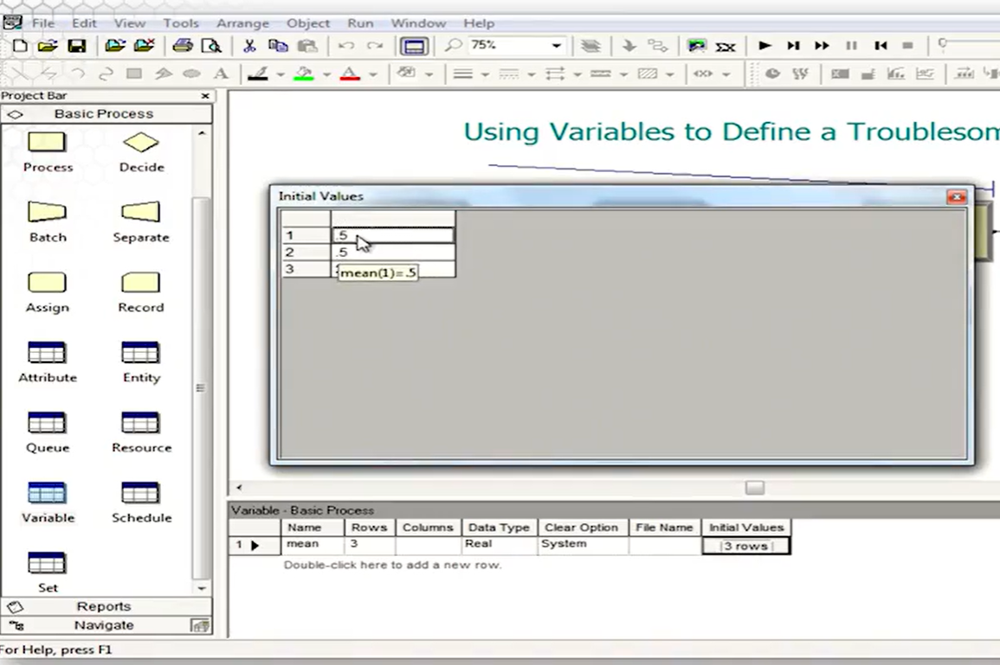 File Edit View Tools Arrange Object Run Window Help
75%
Project Bar
Basic Process
Process Decide
Batch Separate
Assign Record
Attribute Entity
Queue Resource
Variable Schedule
Set
Reports
Navigate
For Help, press F1
Using Variables to Define a
Initial Values
1 .5
2 .5
3
mean(1)=.5
Variable - Basic Process
Name Rows Columns Data Type Clear Option File Name Initial Values
1 mean 3 Real System 3 rows
Double-click here to add a new row.